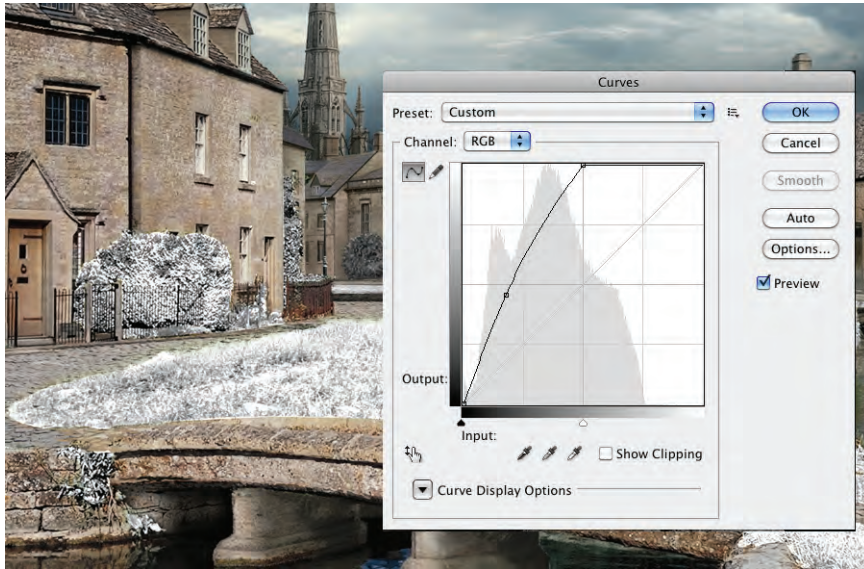 Curves
Preset: Custom
OK
Channel: RGB
Cancel
Smooth
Auto
Options...
Preview
Output:
Input:
Show Clipping
Curve Display Options